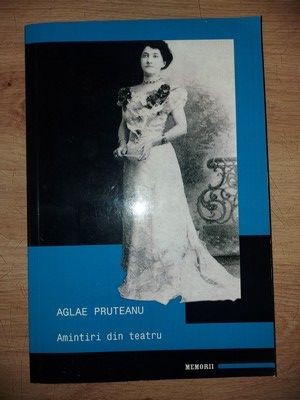 AGLAE PRUTEANU
Amintiri din teatru
MEMORII